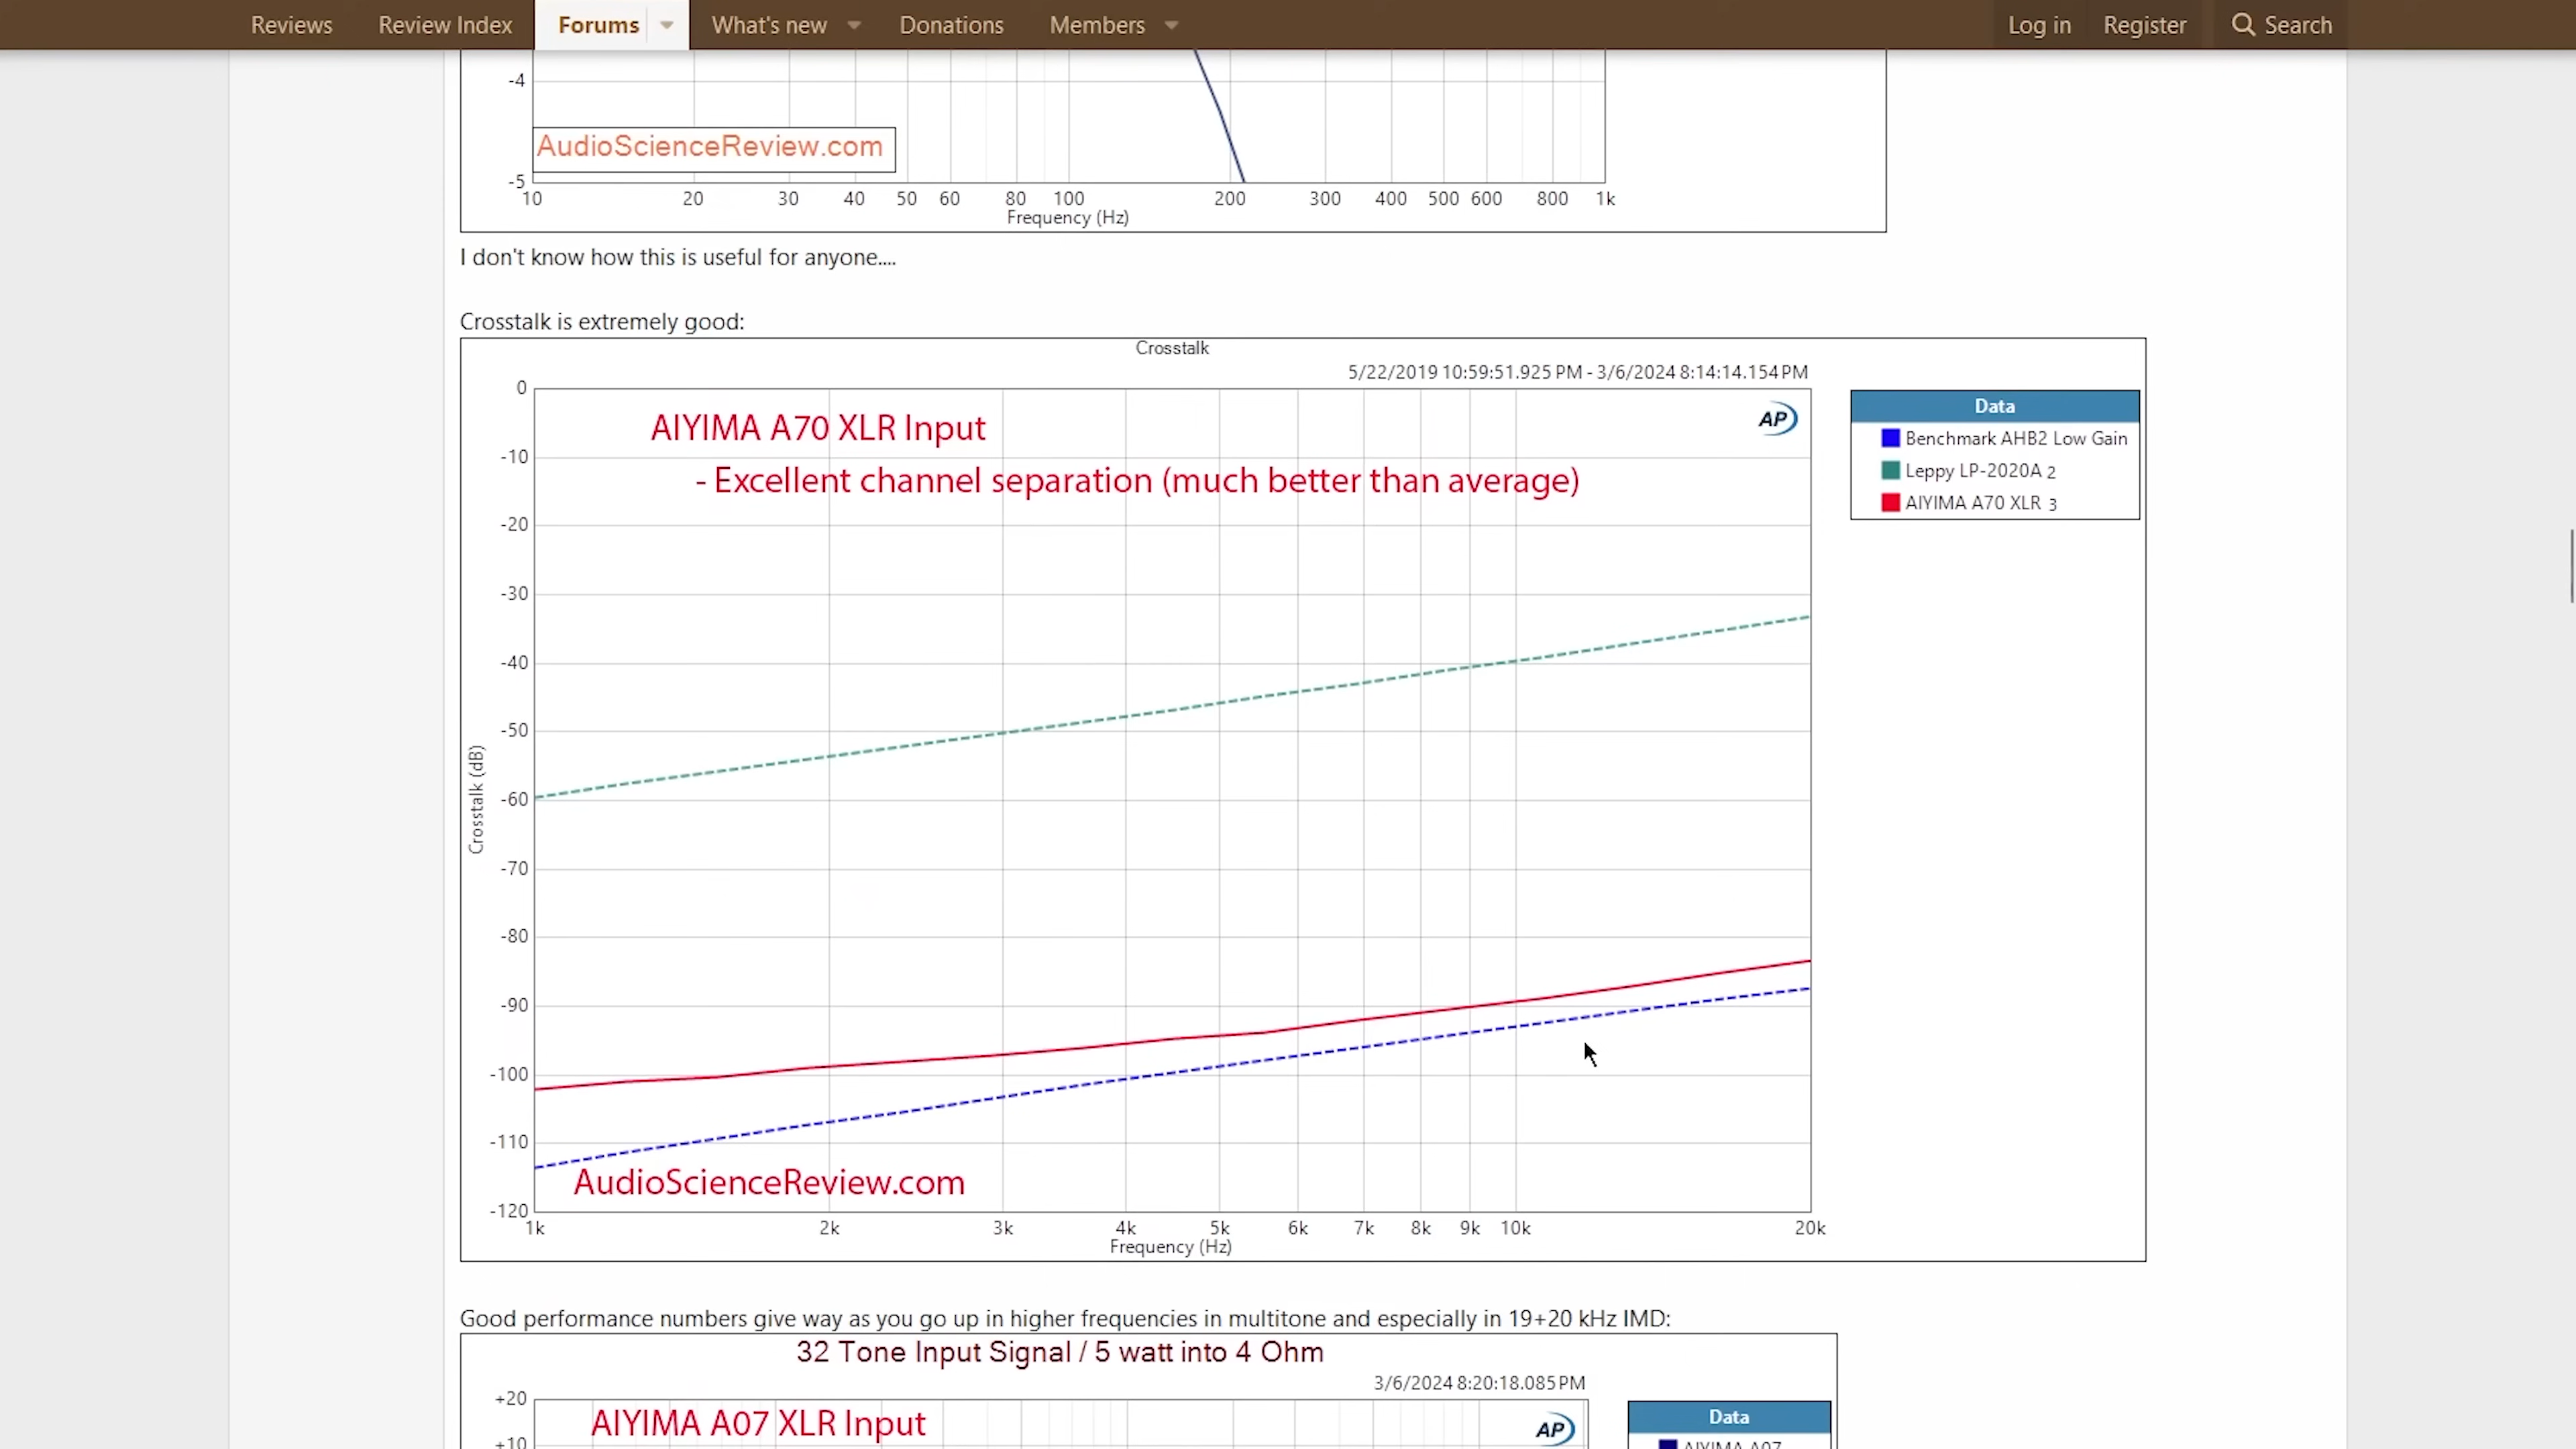 Reviews Review Index Forums What's new Donations Members Log in Register Search
-4
AudioScienceReview.com
-5
10 20 30 40 50 60 80 100 200 300 400 500 600 800 1k
Frequency (Hz)
I don't know how this is useful for anyone....
Crosstalk is extremely good:
Crosstalk
5/22/2019 10:59:51.925 PM - 3/6/2024 8:14:14.154 PM
0
AIYIMA A70 XLR Input
AP
Data
Benchmark AHB2 Low Gain
-10
- Excellent channel separation (much better than average)
Leppy LP-2020A 2
AIYIMA A70 XLR 3
-20
-30
-40
-50
Crosstalk (dB)
-60
-70
-80
-90
-100
-110
AudioScienceReview.com
-120
1k 2k 3k 4k 5k 6k 7k 8k 9k 10k 20k
Frequency (Hz)
Good performance numbers give way as you go up in higher frequencies in multitone and especially in 19+20 kHz IMD:
32 Tone Input Signal / 5 watt into 4 Ohm
3/6/2024 8:20:18.085 PM
+20
AIYIMA A07 XLR Input
AP
Data
+10
AIYIMA A07